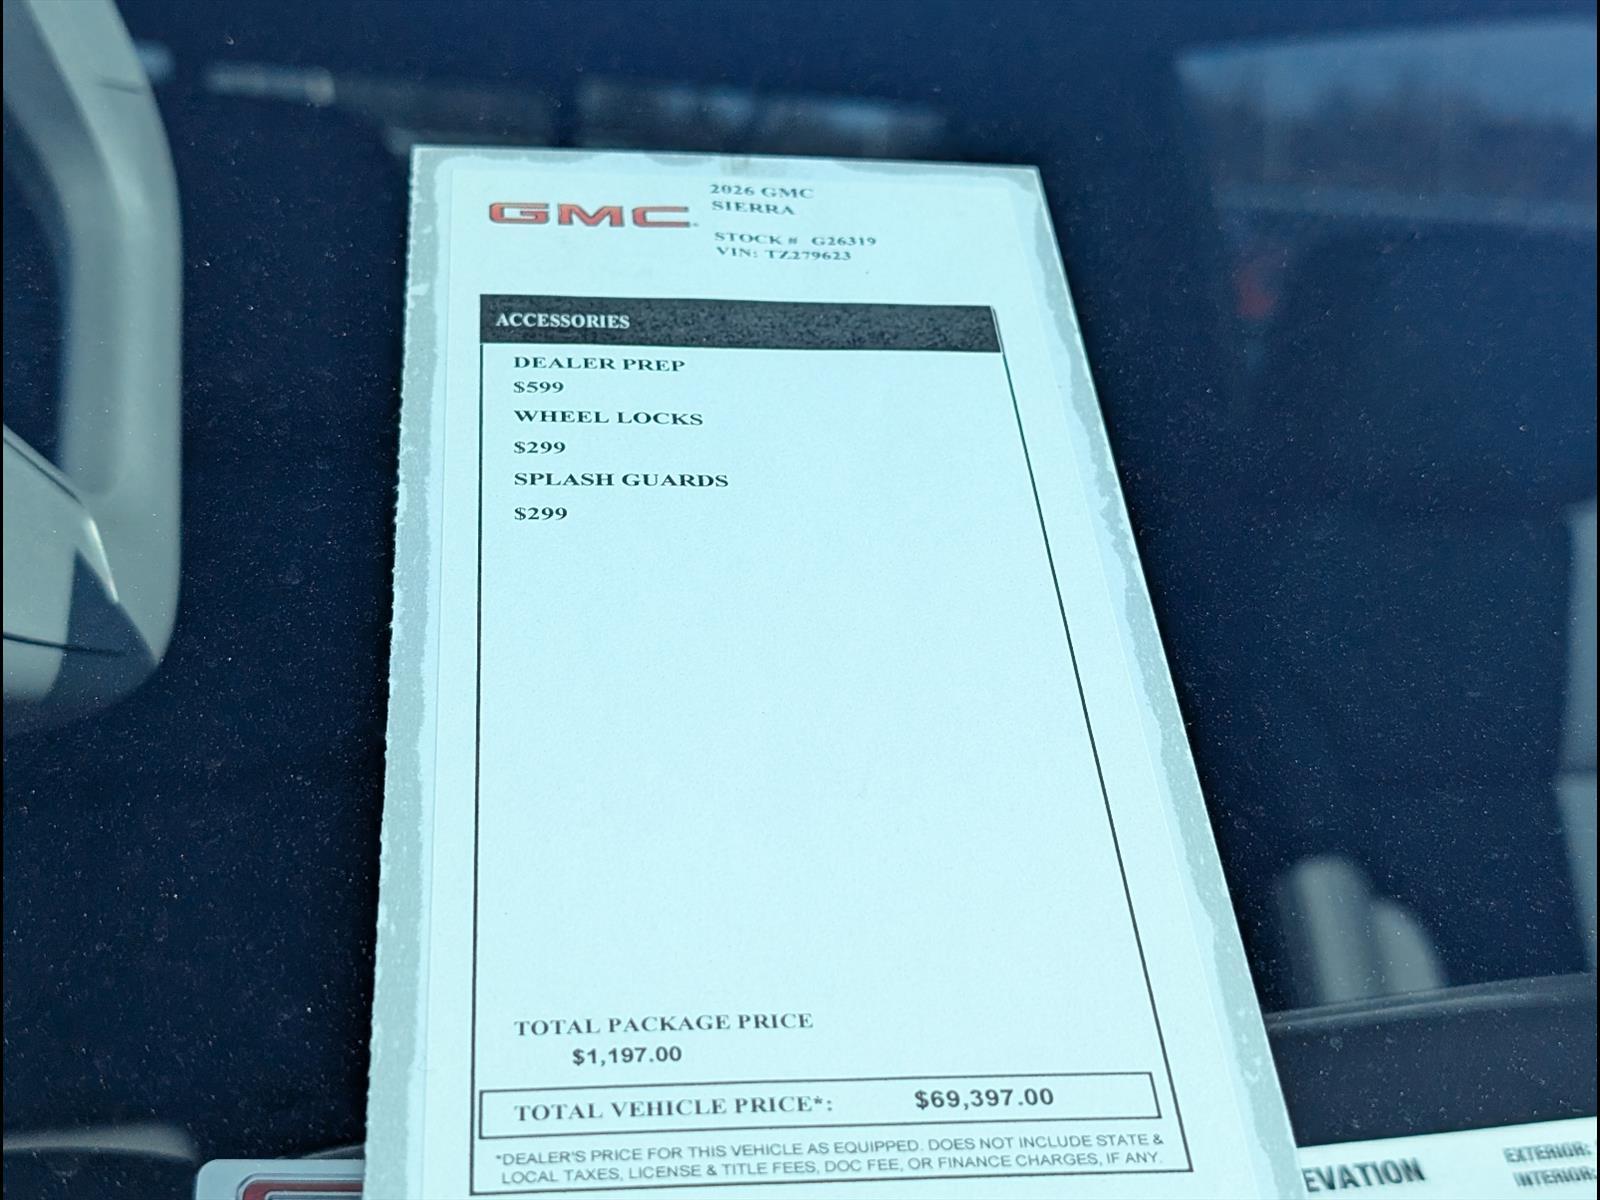 GMC
2026 GMC
SIERRA
STOCK # G26319
VIN: TZ279623
ACCESSORIES
DEALER PREP
$599
WHEEL LOCKS
$299
SPLASH GUARDS
$299
TOTAL PACKAGE PRICE
$1,197.00
TOTAL VEHICLE PRICE*: $69,397.00
*DEALER'S PRICE FOR THIS VEHICLE AS EQUIPPED. DOES NOT INCLUDE STATE &
LOCAL TAXES, LICENSE & TITLE FEES, DOC FEE, OR FINANCE CHARGES, IF ANY.
EVATION
EXTERIOR:
INTERIOR: